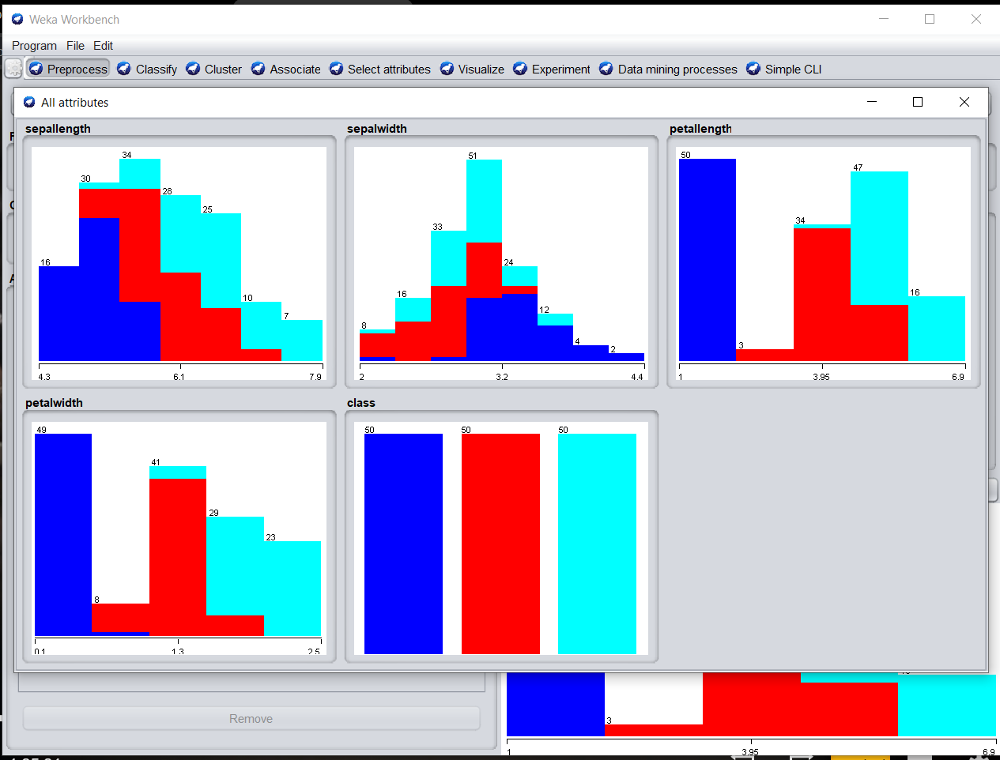 Weka Workbench
Program File Edit
Preprocess Classify Cluster Associate Select attributes Visualize Experiment Data mining processes Simple CLI
All attributes
sepallength sepalwidth petallength
16 30 34 28 25 10 7
4.3 6.1 7.9
8 16 33 51 24 12 4 2
2 3.2 4.4
50 3 34 47 16
1 3.95 6.9
petalwidth class
49 8 41 29 23
0.1 1.3 2.5
50 50 50
Remove
3
1 3.95 6.9